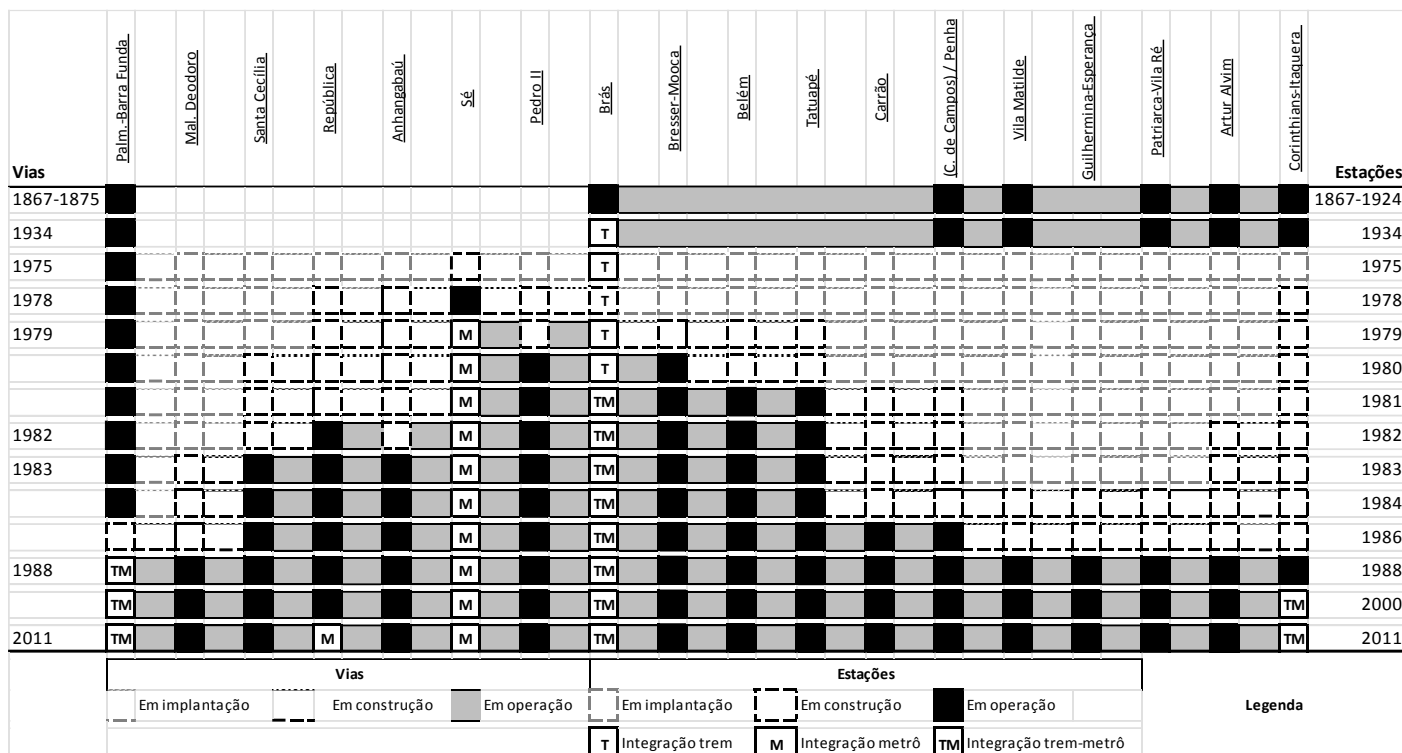 Palm.-Barra Funda
Mal. Deodoro
Santa Cecília
República
Anhangabaú
Sé
Pedro II
Brás
Bresser-Mooca
Belém
Tatuapé
Carrão
(C. de Campos) / Penha
Vila Matilde
Guilhermina-Esperança
Patriarca-Vila Ré
Artur Alvim
Corinthians-Itaquera
Vias Estações
1867-1875 1867-1924
1934 T 1934
1975 T 1975
1978 T 1978
1979 M T 1979
M T 1980
M TM 1981
1982 M TM 1982
1983 M TM 1983
M TM 1984
M TM 1986
1988 TM M TM 1988
TM M TM TM 2000
2011 TM M M TM TM 2011
Vias Estações
Em implantação Em construção Em operação Em implantação Em construção Em operação Legenda
T Integração trem M Integração metrô TM Integração trem-metrô